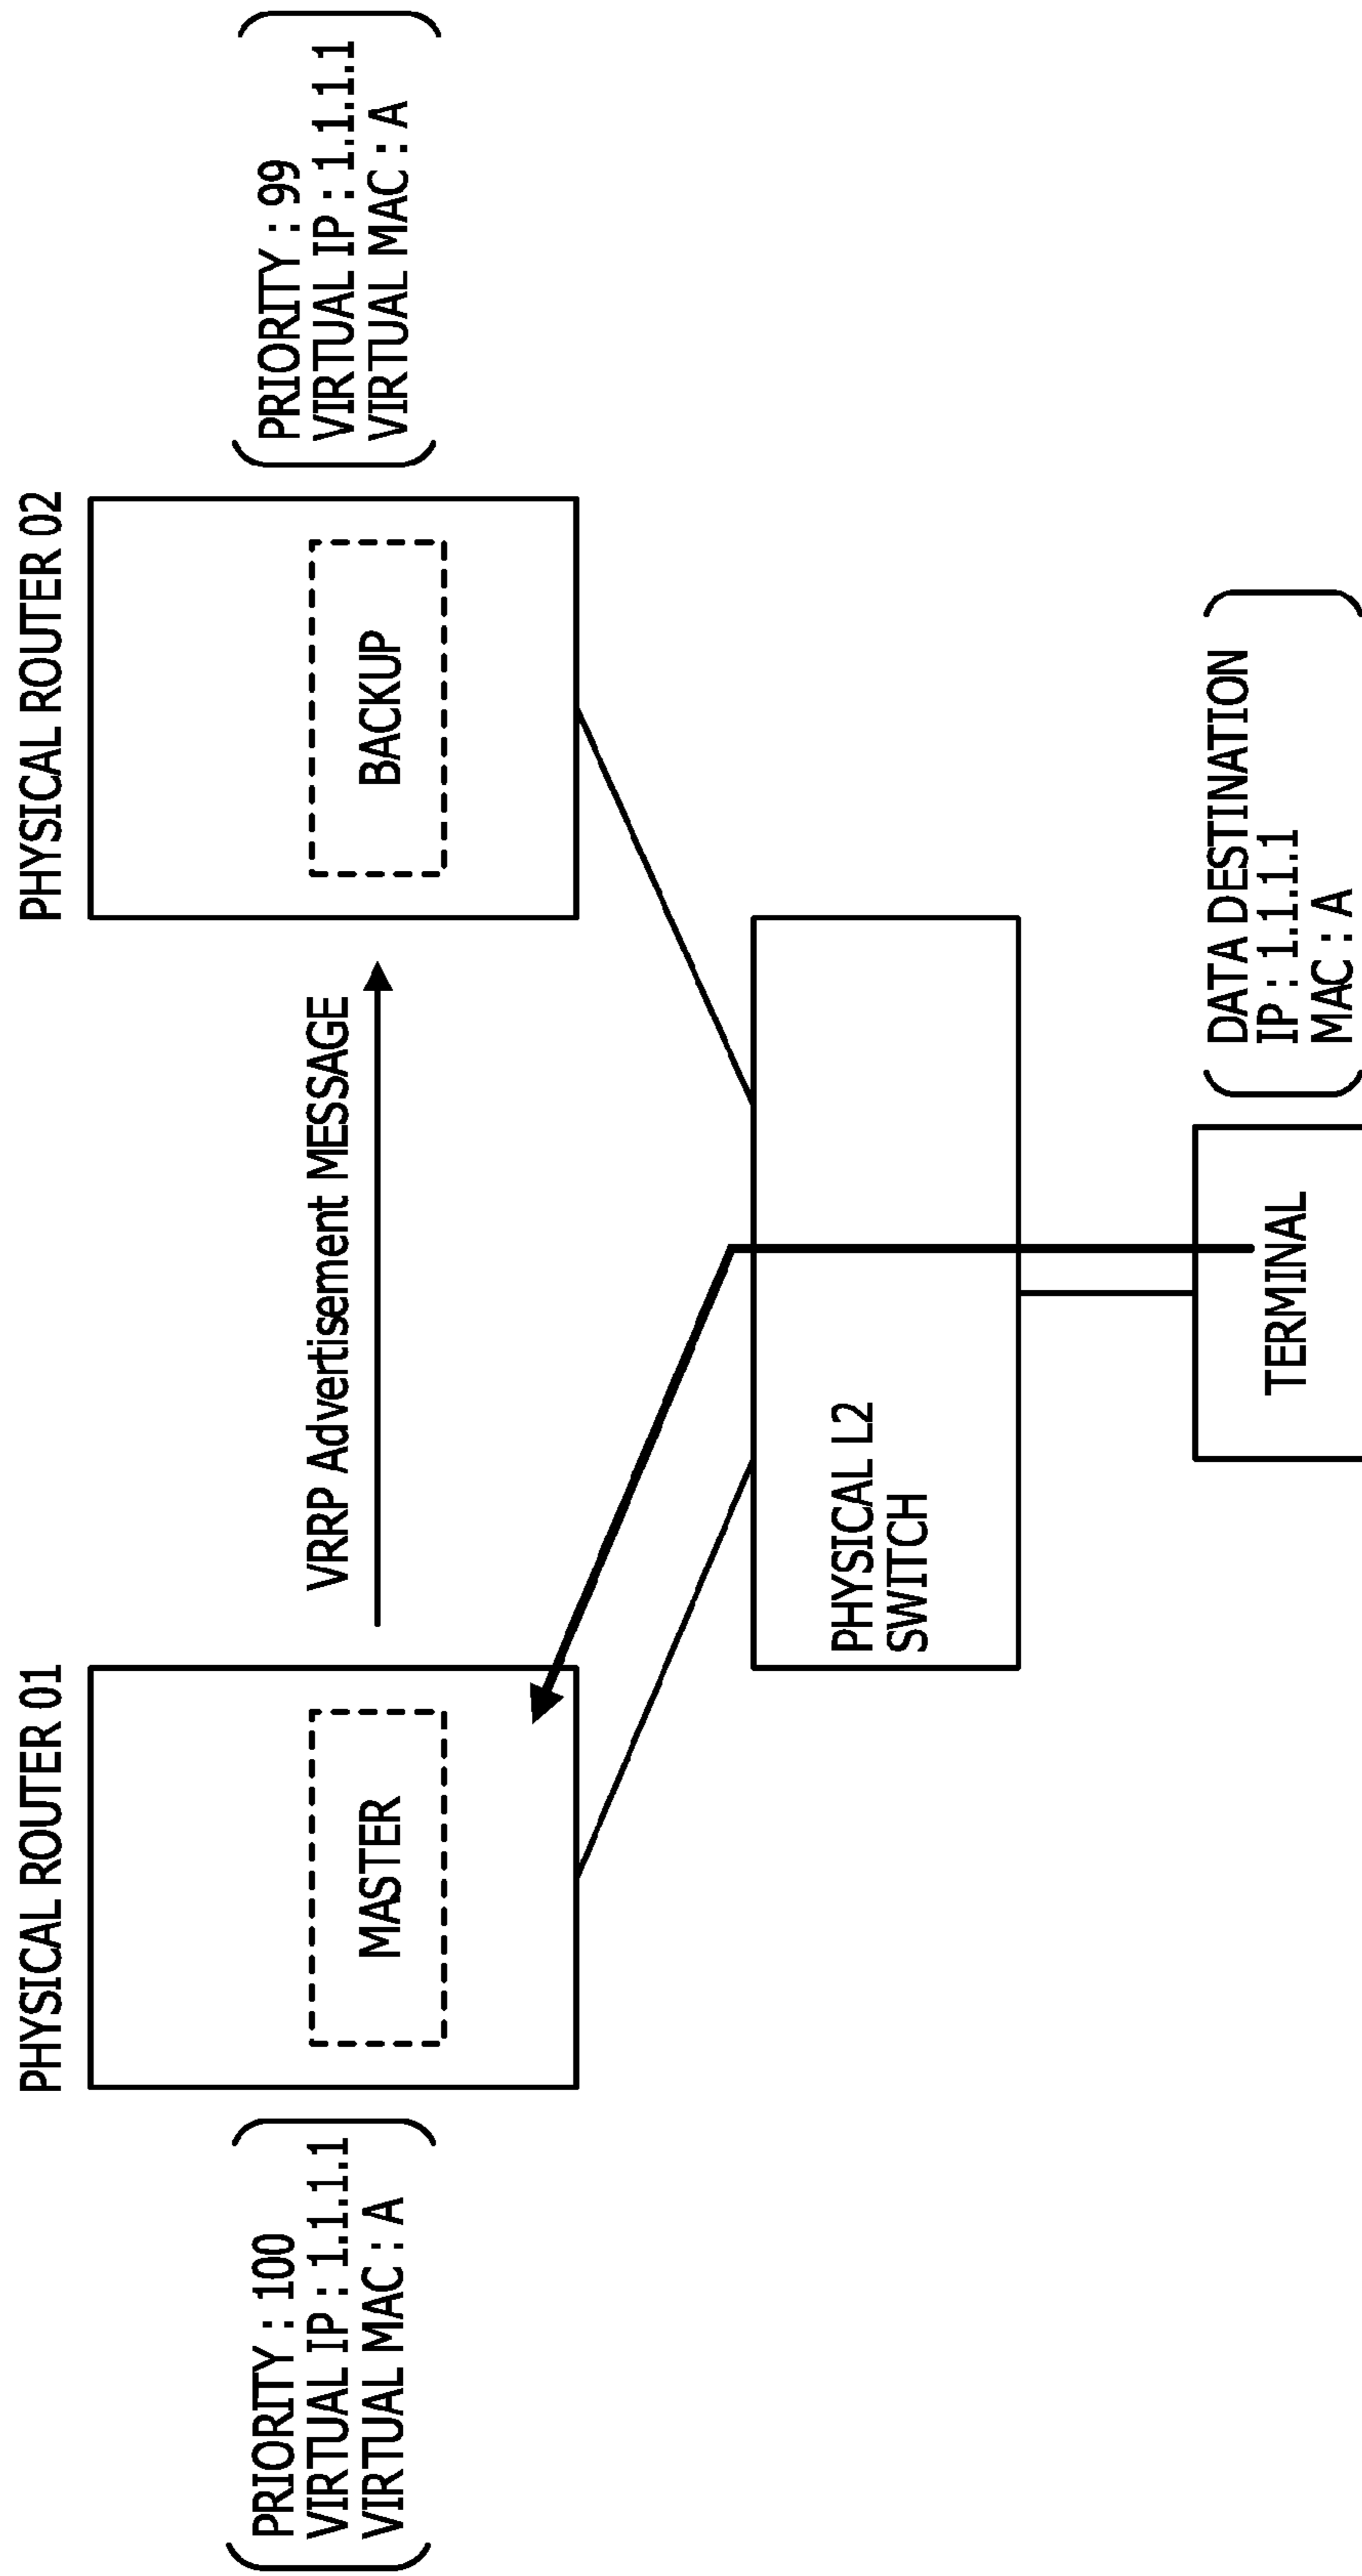 PHYSICAL ROUTER 01
PHYSICAL ROUTER 02
PRIORITY : 100
VIRTUAL IP : 1.1.1.1
VIRTUAL MAC : A
MASTER
VRRP Advertisement MESSAGE
BACKUP
PRIORITY : 99
VIRTUAL IP : 1.1.1.1
VIRTUAL MAC : A
PHYSICAL L2
SWITCH
TERMINAL
DATA DESTINATION
IP : 1.1.1.1
MAC : A